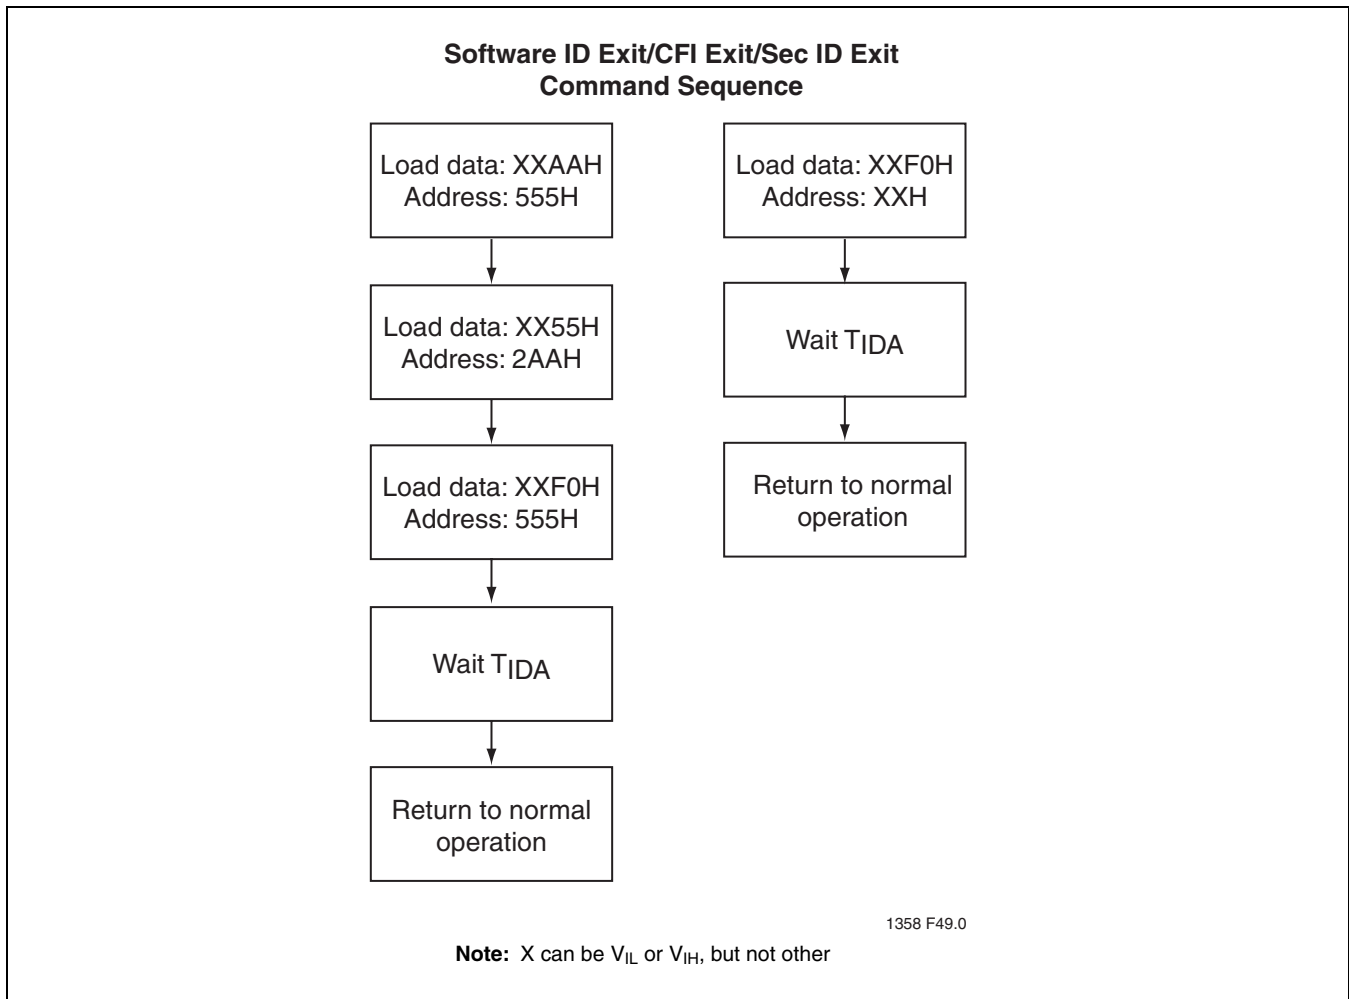 Software ID Exit/CFI Exit/Sec ID Exit
Command Sequence
Load data: XXAAH
Address: 555H
Load data: XX55H
Address: 2AAH
Load data: XXF0H
Address: 555H
Wait TIDA
Return to normal
operation
Load data: XXF0H
Address: XXH
Wait TIDA
Return to normal
operation
1358 F49.0
Note: X can be VIL or VIH, but not other